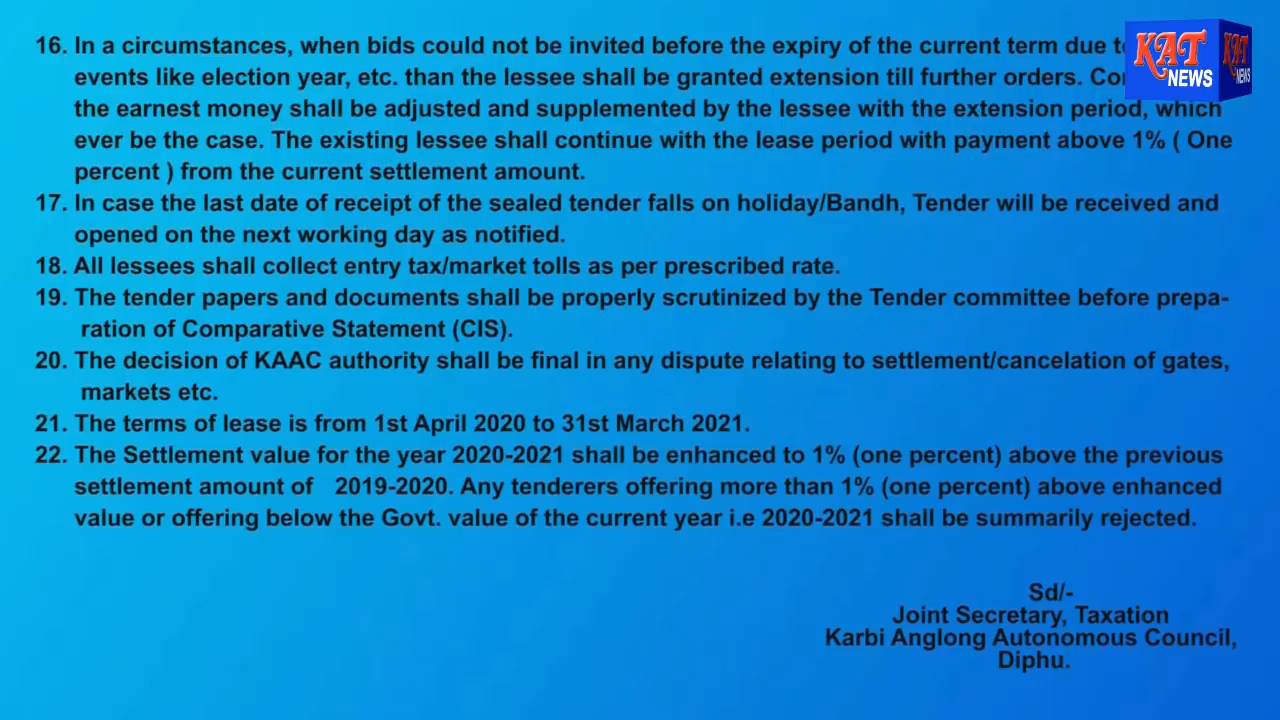 16. In a circumstances, when bids could not be invited before the expiry of the current term due
events like election year, etc. than the lessee shall be granted extension till further orders.
the earnest money shall be adjusted and supplemented by the lessee with the extension period, which
ever be the case. The existing lessee shall continue with the lease period with payment above 1% ( One
percent ) from the current settlement amount.
17. In case the last date of receipt of the sealed tender falls on holiday/Bandh, Tender will be received and
opened on the next working day as notified.
18. All lessees shall collect entry tax/market tolls as per prescribed rate.
19. The tender papers and documents shall be properly scrutinized by the Tender committee before prepa-
ration of Comparative Statement (CIS).
20. The decision of KAAC authority shall be final in any dispute relating to settlement/cancelation of gates,
markets etc.
21. The terms of lease is from 1st April 2020 to 31st March 2021.
22. The Settlement value for the year 2020-2021 shall be enhanced to 1% (one percent) above the previous
settlement amount of 2019-2020. Any tenderers offering more than 1% (one percent) above enhanced
value or offering below the Govt. value of the current year i.e 2020-2021 shall be summarily rejected.
Sd/-
Joint Secretary, Taxation
Karbi Anglong Autonomous Council,
Diphu.
KAT
NEWS
KAT
NEWS